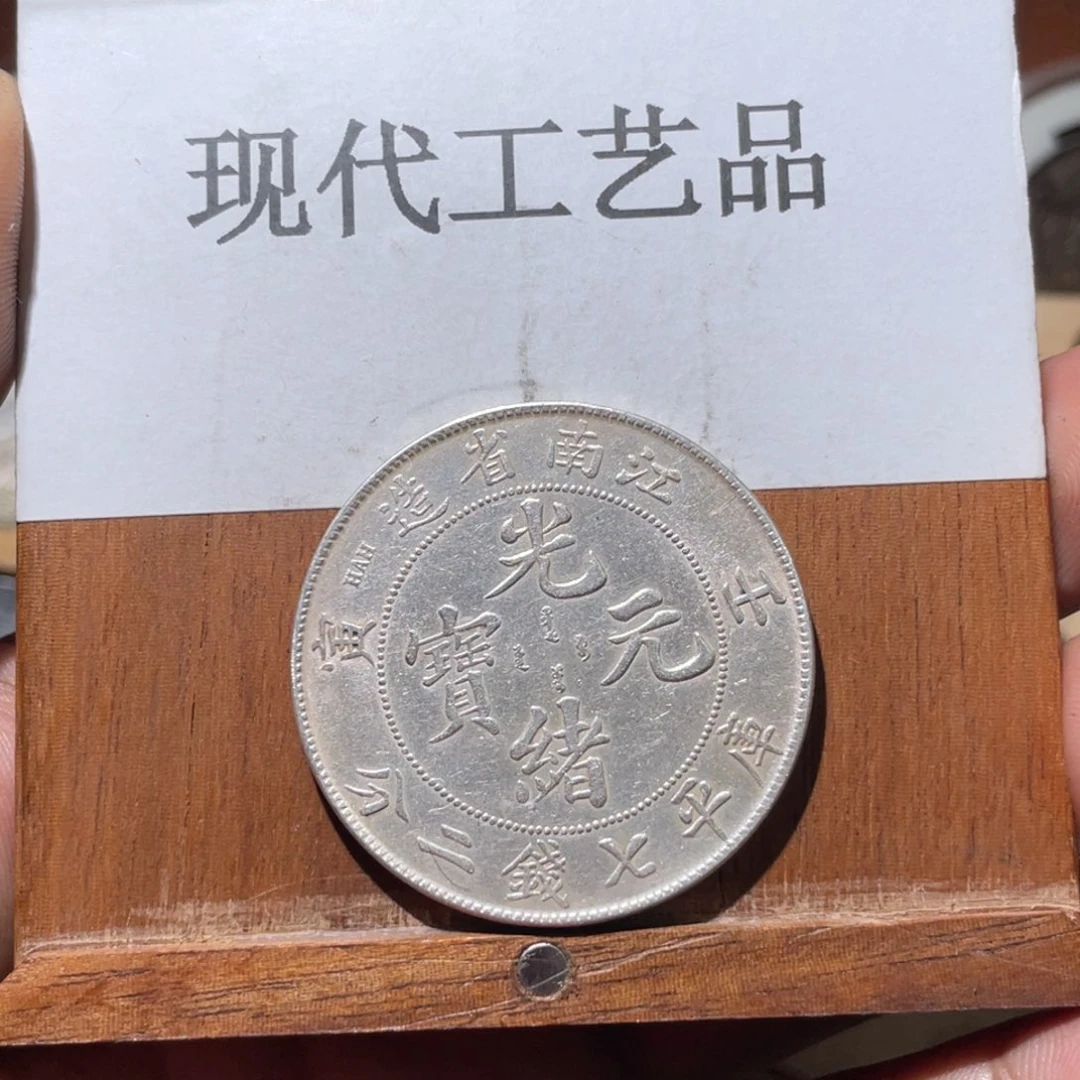 现代工艺品
江南省造
壬寅
HAH
光緒元寶
庫平七錢二分